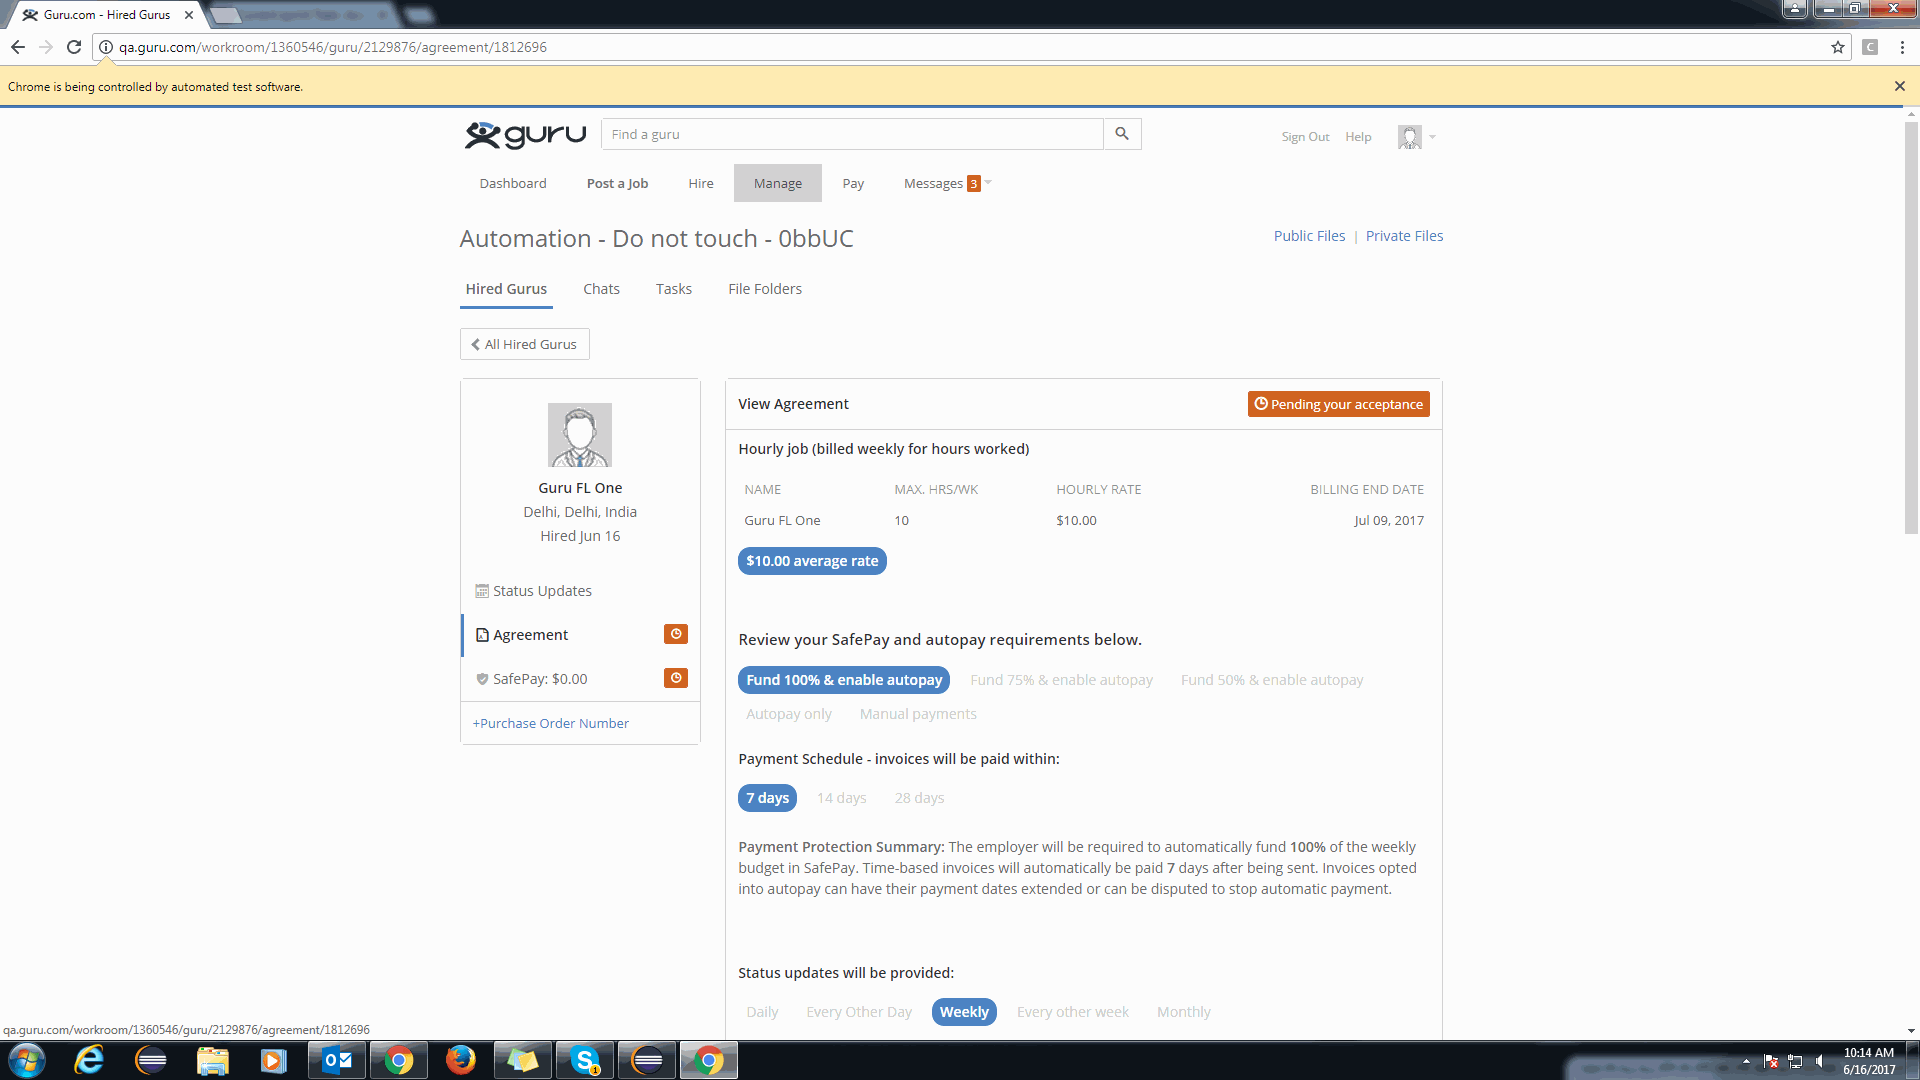 Guru.com - Hired Gurus
qa.guru.com/workroom/1360546/guru/2129876/agreement/1812696
C
Chrome is being controlled by automated test software.
guru
Find a guru
Sign Out Help
Dashboard Post a Job Hire Manage Pay Messages 3
Automation - Do not touch - 0bbUC
Public Files | Private Files
Hired Gurus Chats Tasks File Folders
All Hired Gurus
Guru FL One
Delhi, Delhi, India
Hired Jun 16
Status Updates
Agreement
SafePay: $0.00
+Purchase Order Number
View Agreement
Pending your acceptance
Hourly job (billed weekly for hours worked)
NAME MAX. HRS/WK HOURLY RATE BILLING END DATE
Guru FL One 10 $10.00 Jul 09, 2017
$10.00 average rate
Review your SafePay and autopay requirements below.
Fund 100% & enable autopay Fund 75% & enable autopay Fund 50% & enable autopay
Autopay only Manual payments
Payment Schedule - invoices will be paid within:
7 days 14 days 28 days
Payment Protection Summary: The employer will be required to automatically fund 100% of the weekly
budget in SafePay. Time-based invoices will automatically be paid 7 days after being sent. Invoices opted
into autopay can have their payment dates extended or can be disputed to stop automatic payment.
Status updates will be provided:
Daily Every Other Day Weekly Every other week Monthly
qa.guru.com/workroom/1360546/guru/2129876/agreement/1812696
10:14 AM
6/16/2017